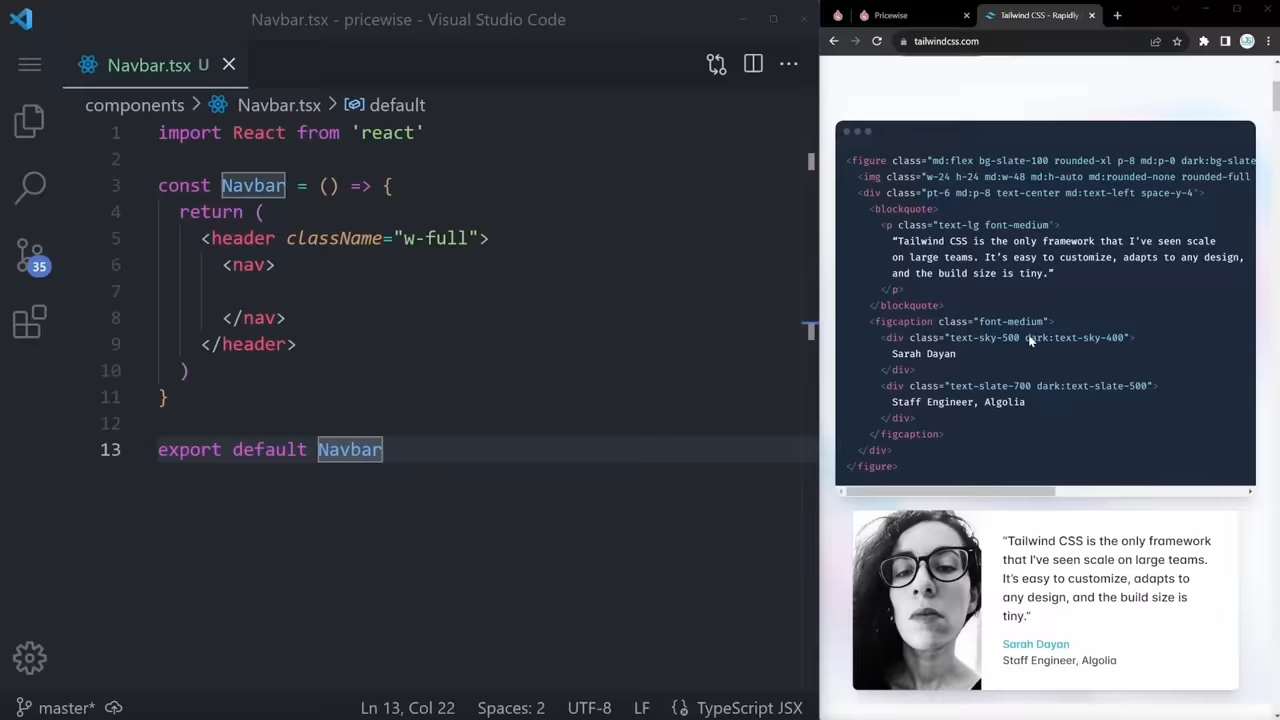 Navbar.tsx - pricewise - Visual Studio Code
Navbar.tsx U
components > Navbar.tsx > default
1 import React from 'react'
2
3 const Navbar = () => {
4 return (
5 <header className="w-full">
6 <nav>
7
8 </nav>
9 </header>
10 )
11 }
12
13 export default Navbar
35
master*
Ln 13, Col 22
Spaces: 2
UTF-8
LF
TypeScript JSX
Pricewise
Tailwind CSS - Rapidly
tailwindcss.com
<figure class="md:flex bg-slate-100 rounded-xl p-8 md:p-0 dark:bg-slate
<img class="w-24 h-24 md:w-48 md:h-auto md:rounded-none rounded-full
<div class="pt-6 md:p-8 text-center md:text-left space-y-4">
<blockquote>
<p class="text-lg font-medium">
“Tailwind CSS is the only framework that I've seen scale
on large teams. It’s easy to customize, adapts to any design,
and the build size is tiny.”
</p>
</blockquote>
<figcaption class="font-medium">
<div class="text-sky-500 dark:text-sky-400">
Sarah Dayan
</div>
<div class="text-slate-700 dark:text-slate-500">
Staff Engineer, Algolia
</div>
</figcaption>
</div>
</figure>
“Tailwind CSS is the only framework
that I've seen scale on large teams.
It’s easy to customize, adapts to
any design, and the build size is
tiny.”
Sarah Dayan
Staff Engineer, Algolia